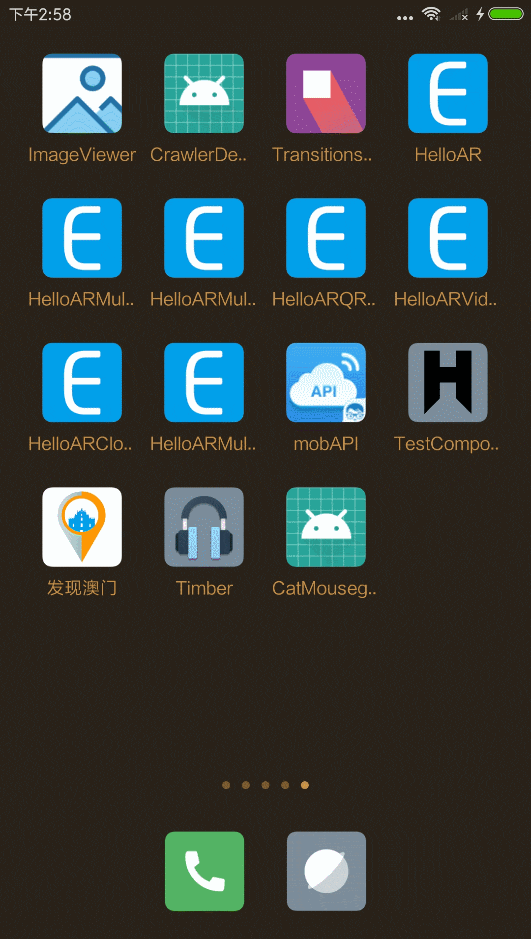 下午2:58
ImageViewer
CrawlerDe..
Transitions..
HelloAR
HelloARMul..
HelloARMul..
HelloARQR..
HelloARVid..
HelloARClo..
HelloARMul..
API
mobAPI
TestCompo..
发现澳门
Timber
CatMouseg..